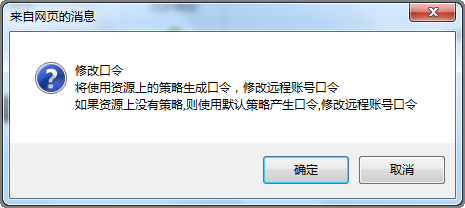 来自网页的消息
修改口令
将使用资源上的策略生成口令，修改远程账号口令
如果资源上没有策略,则使用默认策略产生口令,修改远程账号口令
确定
取消